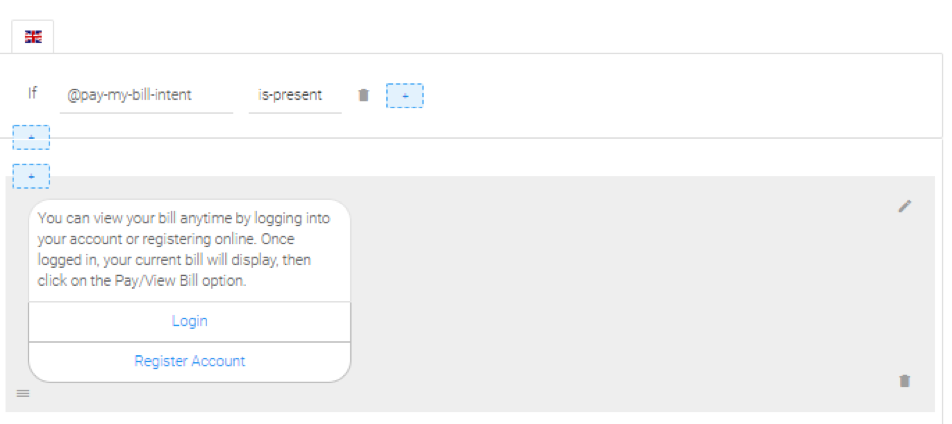 If @pay-my-bill-intent is-present +
+
+
You can view your bill anytime by logging into
your account or registering online. Once
logged in, your current bill will display, then
click on the Pay/View Bill option.
Login
Register Account